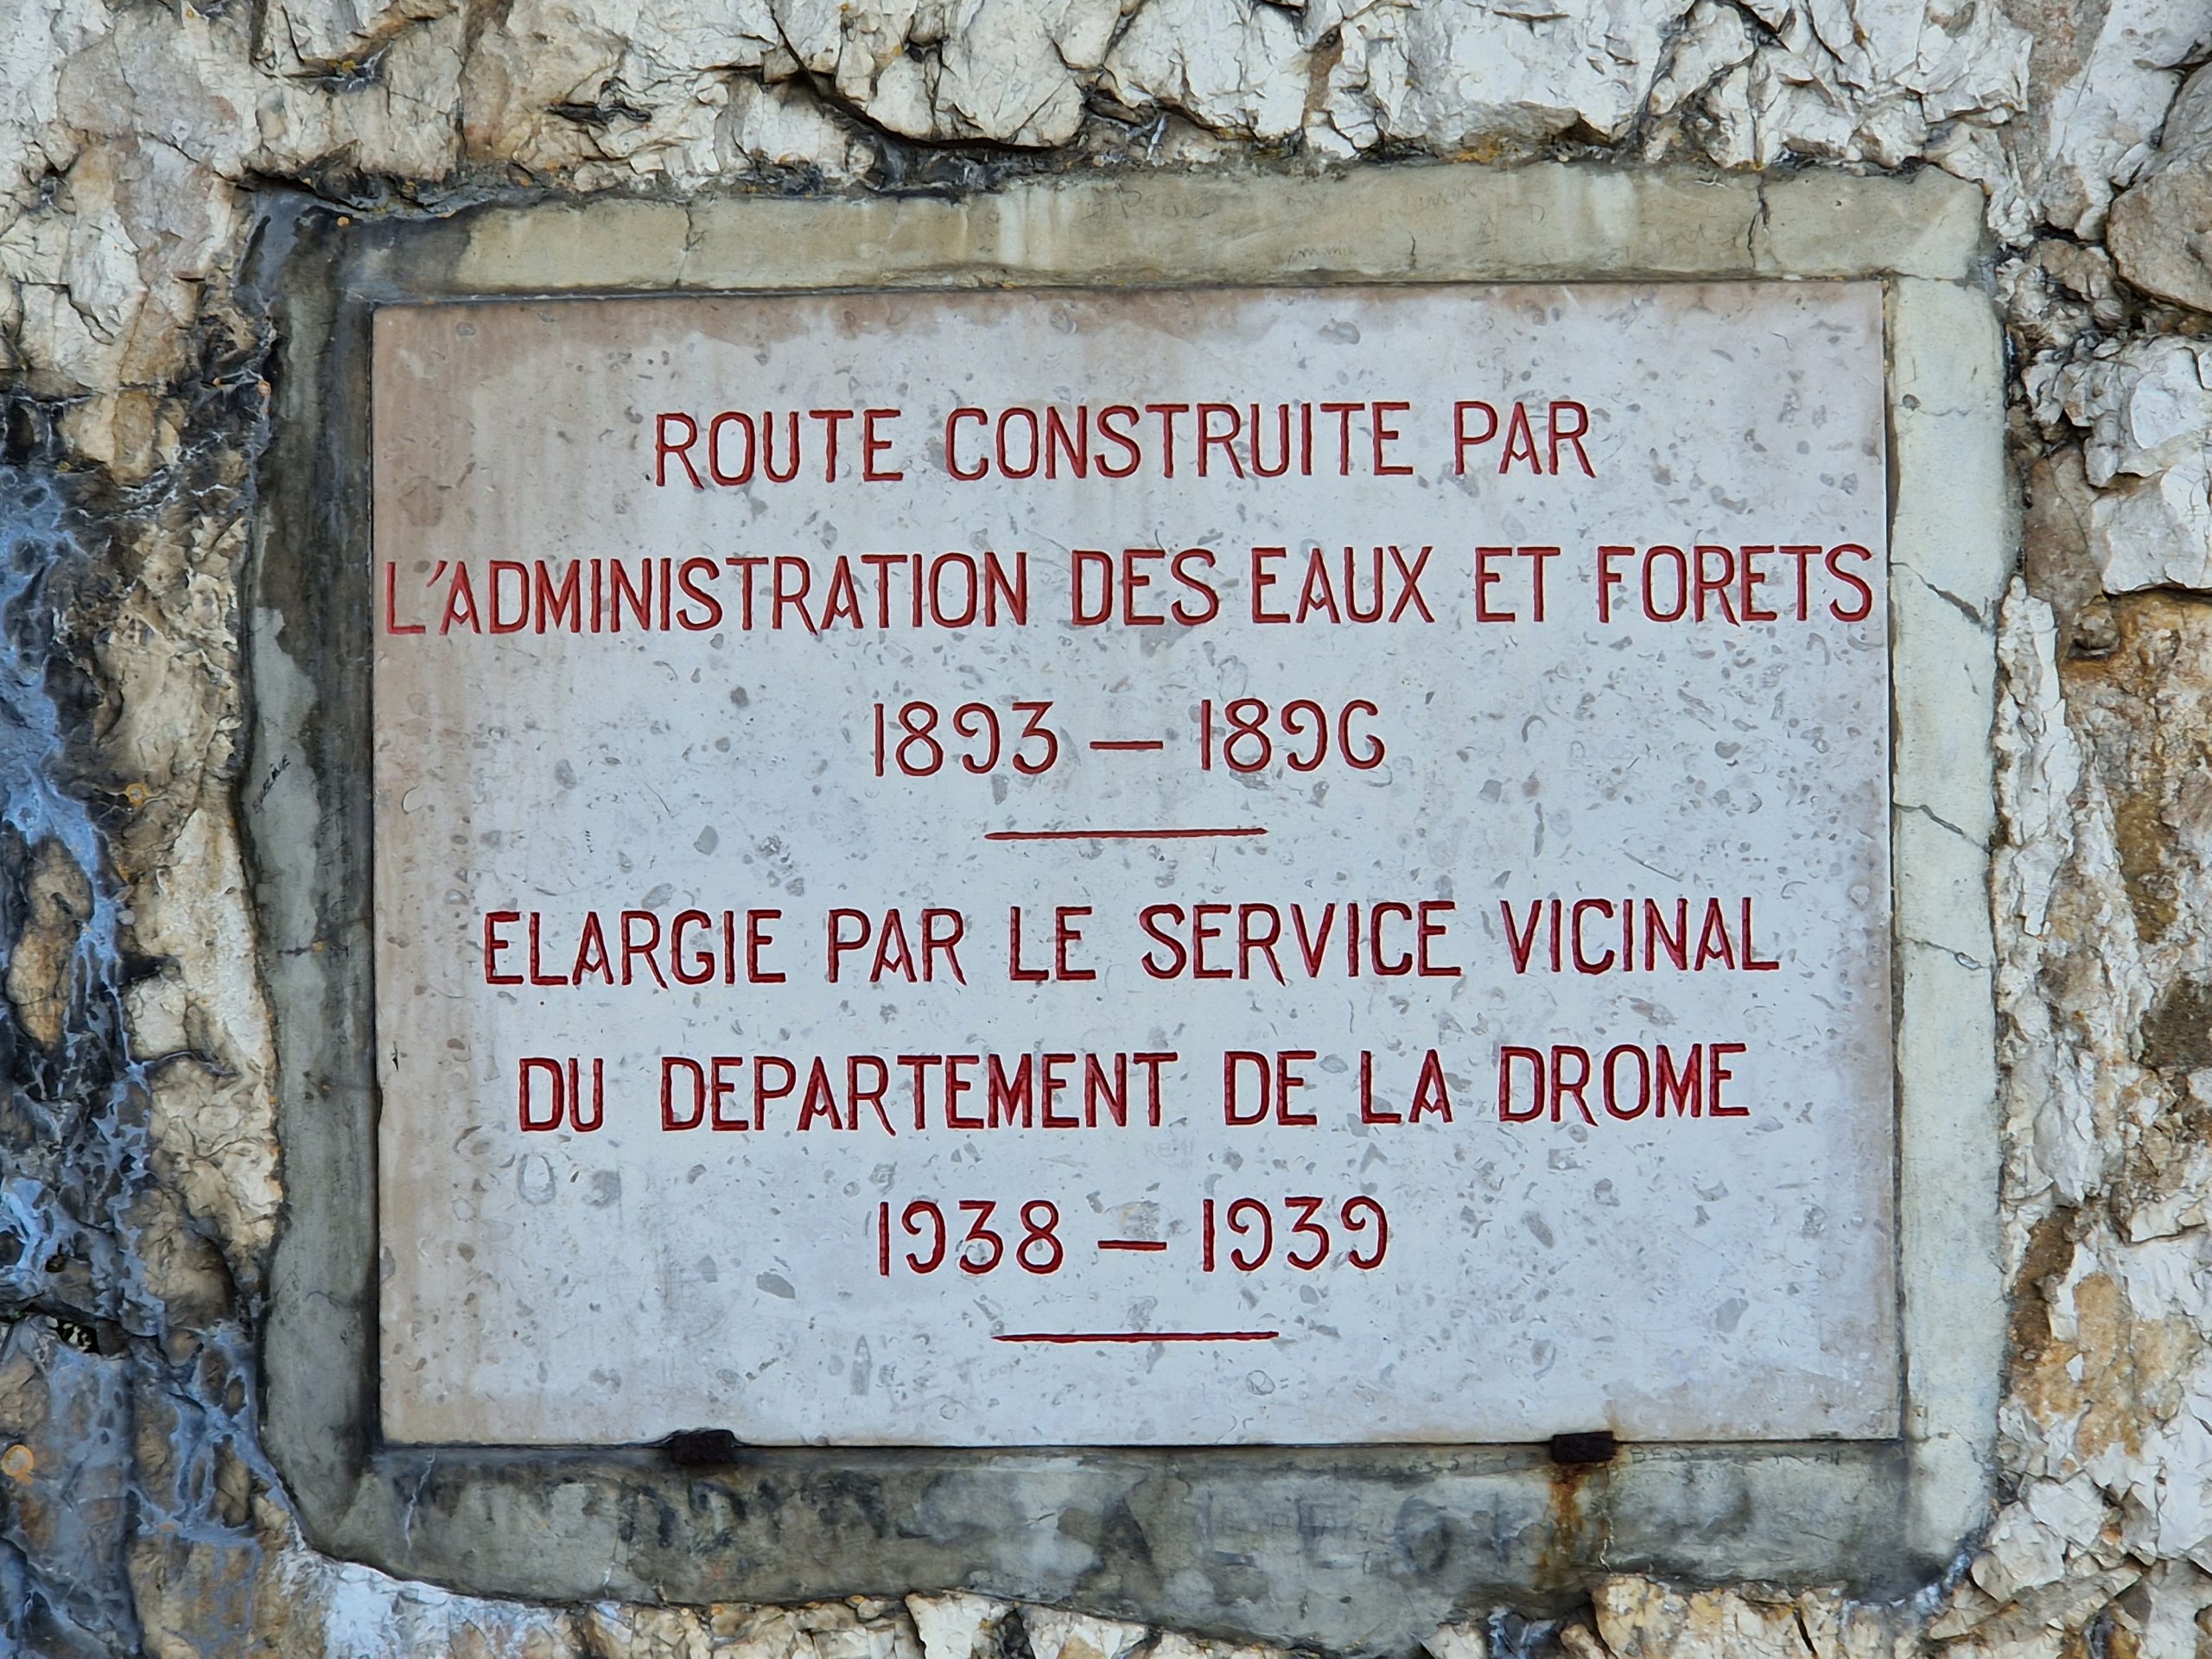 ROUTE CONSTRUITE PAR
L'ADMINISTRATION DES EAUX ET FORETS
1893 — 1896
ELARGIE PAR LE SERVICE VICINAL
DU DEPARTEMENT DE LA DROME
1938 — 1939